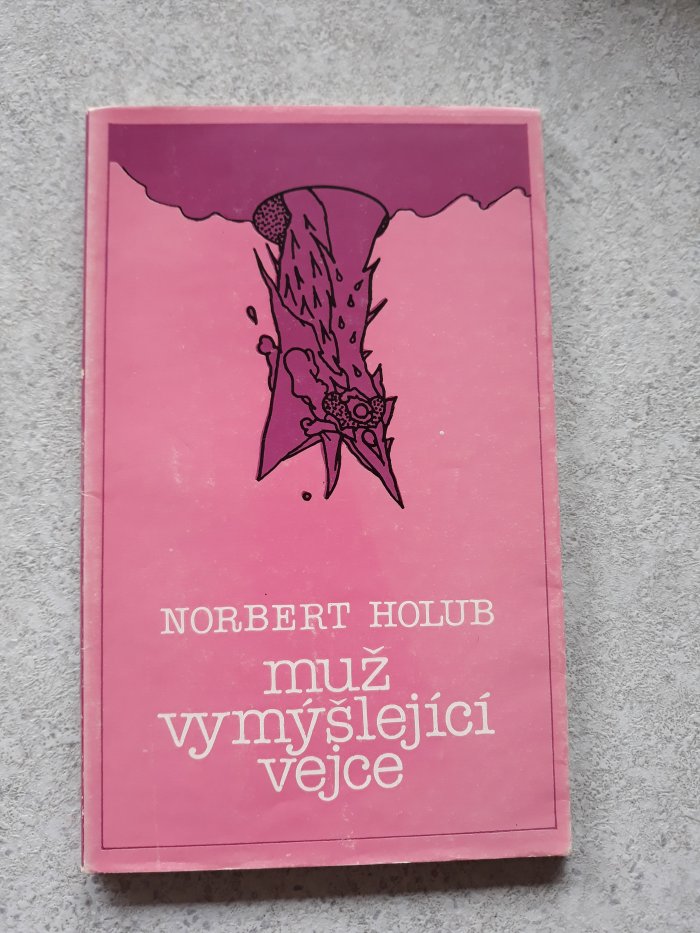 NORBERT HOLUB
muž
vymýšlející
vejce